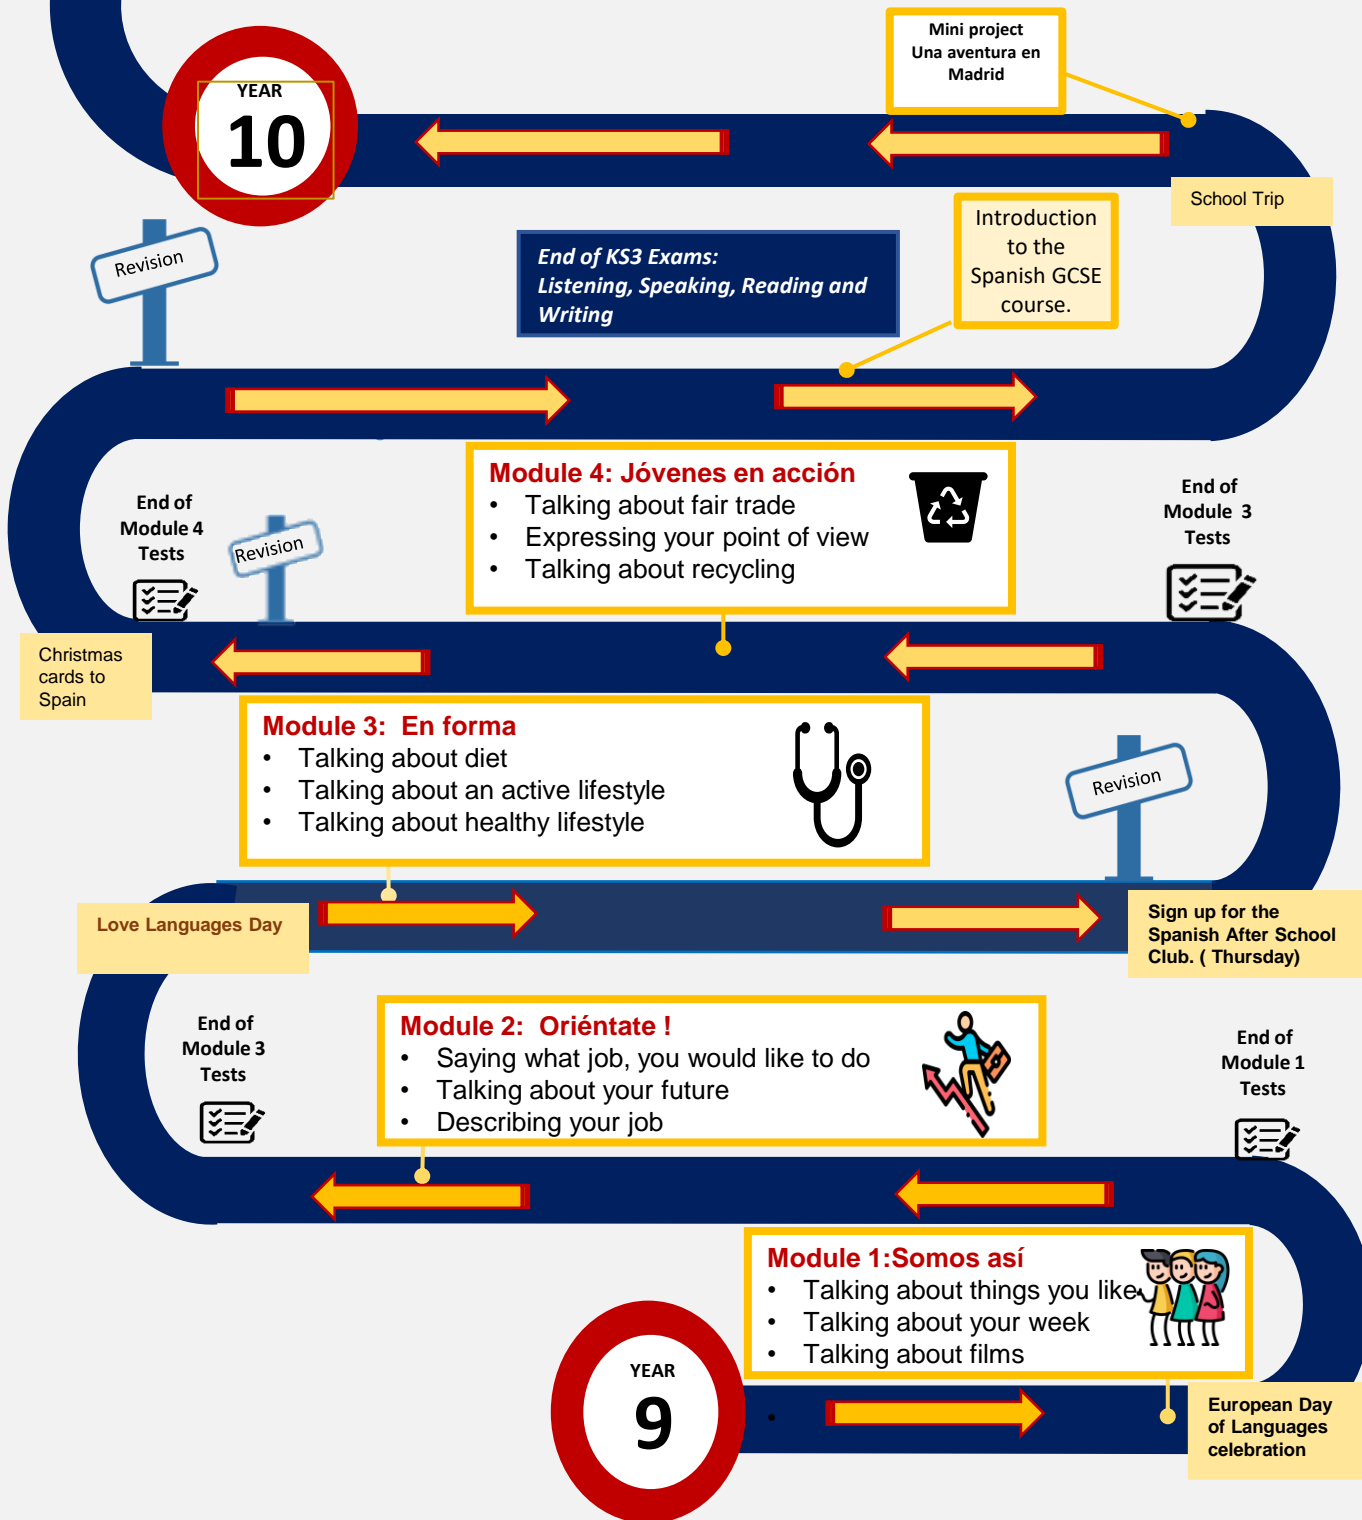 Mini project
Una aventura en
Madrid
YEAR
10
School Trip
Introduction
to the
Spanish GCSE
course.
Revision
End of KS3 Exams:
Listening, Speaking, Reading and
Writing
Module 4: Jóvenes en acción
• Talking about fair trade
• Expressing your point of view
• Talking about recycling
End of
Module 4
Tests
Revision
End of
Module 3
Tests
Christmas
cards to
Spain
Module 3: En forma
• Talking about diet
• Talking about an active lifestyle
• Talking about healthy lifestyle
Revision
Love Languages Day
Sign up for the
Spanish After School
Club. ( Thursday)
End of
Module 3
Tests
Module 2: Oriéntate !
• Saying what job, you would like to do
• Talking about your future
• Describing your job
End of
Module 1
Tests
Module 1:Somos así
• Talking about things you like
• Talking about your week
• Talking about films
YEAR
9
•
European Day
of Languages
celebration